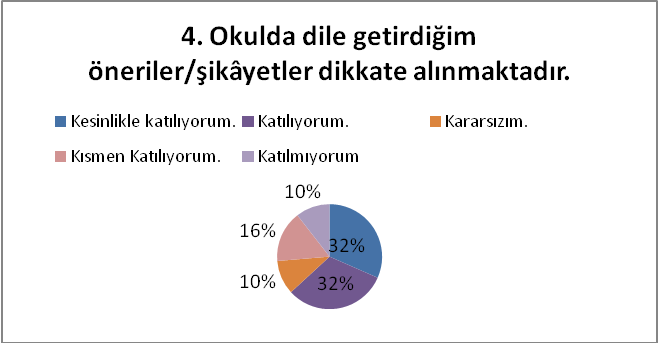 4. Okulda dile getirdiğim
öneriler/şikâyetler dikkate alınmaktadır.
Kesinlikle katılıyorum. Katılıyorum. Kararsızım.
Kısmen Katılıyorum. Katılmıyorum
10%
16%
32%
10%
32%